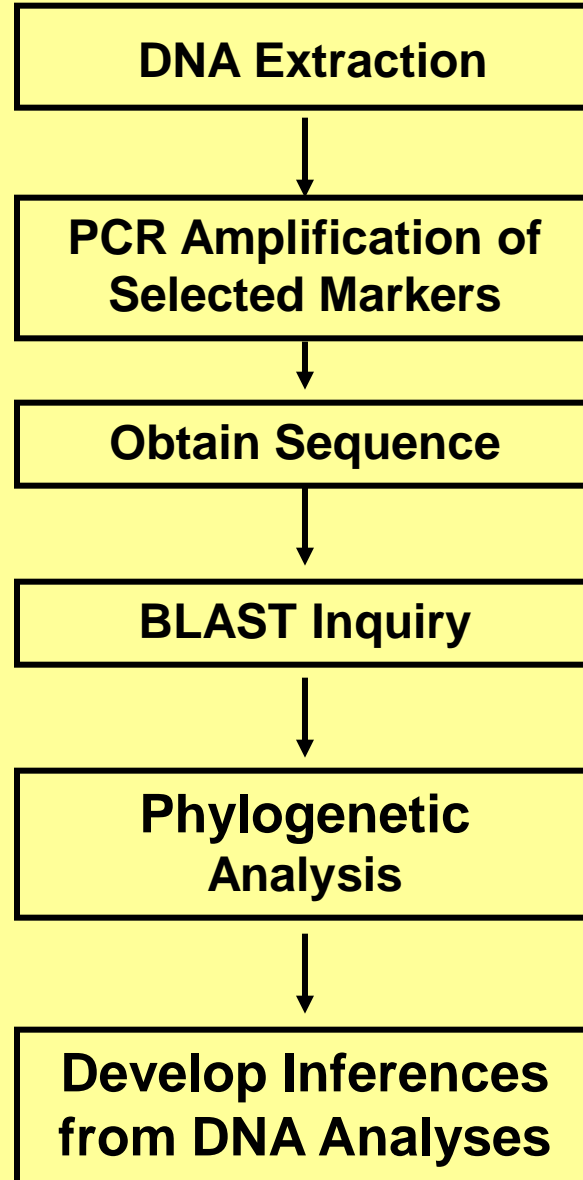 DNA Extraction
PCR Amplification of
Selected Markers
Obtain Sequence
BLAST Inquiry
Phylogenetic
Analysis
Develop Inferences
from DNA Analyses